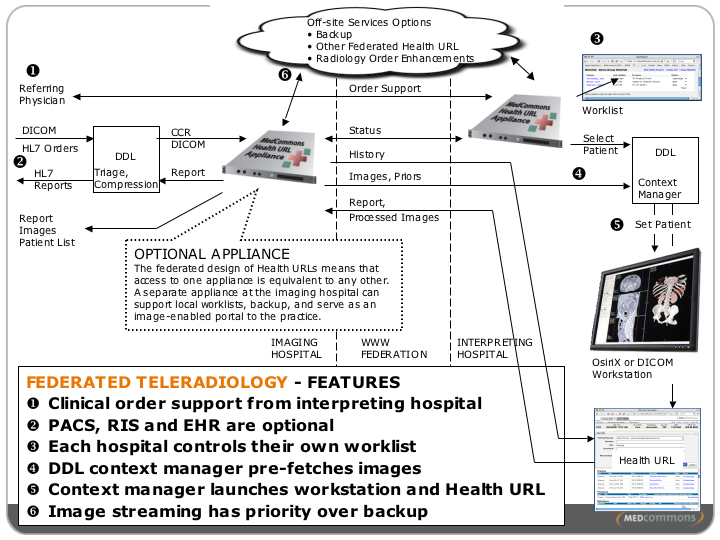 Off-site Services Options
• Backup
• Other Federated Health URL
• Radiology Order Enhancements
❶
❸
❻
Referring
Physician
Order Support
MedCommons
Health URL
Appliance
MedCommons
Health URL
Appliance
Worklist
DICOM
HL7 Orders
❷
HL7
Reports
DDL
Triage,
Compression
CCR
DICOM
Report
Status
History
Images, Priors
❹
Report,
Processed Images
Select
Patient
DDL
Context
Manager
❺
Set Patient
Report
Images
Patient List
OPTIONAL APPLIANCE
The federated design of Health URLs means that
access to one appliance is equivalent to any other.
A separate appliance at the imaging hospital can
support local worklists, backup, and serve as an
image-enabled portal to the practice.
IMAGING
HOSPITAL
WWW
FEDERATION
INTERPRETING
HOSPITAL
OsiriX or DICOM
Workstation
Health URL
FEDERATED TELERADIOLOGY - FEATURES
❶ Clinical order support from interpreting hospital
❷ PACS, RIS and EHR are optional
❸ Each hospital controls their own worklist
❹ DDL context manager pre-fetches images
❺ Context manager launches workstation and Health URL
❻ Image streaming has priority over backup
MEDcommons